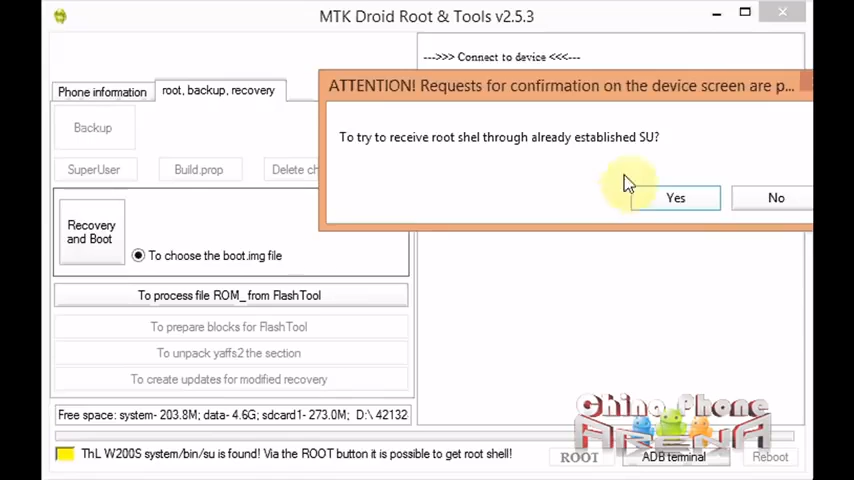 MTK Droid Root & Tools v2.5.3
--->>> Connect to device <<<---
Phone information
root, backup, recovery
ATTENTION! Requests for confirmation on the device screen are p...
To try to receive root shel through already established SU?
Yes
No
Backup
SuperUser
Build.prop
Delete ch
Recovery
and Boot
To choose the boot.img file
To process file ROM_ from FlashTool
To prepare blocks for FlashTool
To unpack yaffs2 the section
To create updates for modified recovery
Free space: system- 203.8M; data- 4.6G; sdcard1- 273.0M; D:\ 42132
China Phone
ARENA
ThL W200S system/bin/su is found! Via the ROOT button it is possible to get root shell!
ROOT
ADB terminal
Reboot